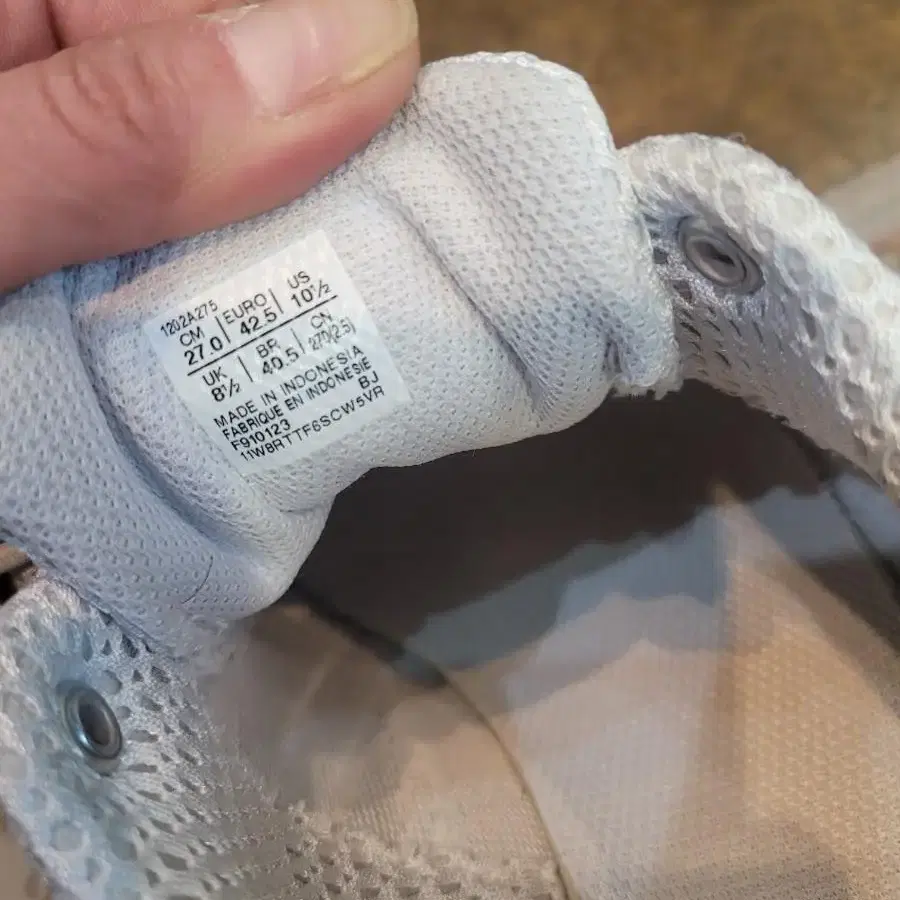 1202A275
CM | EURO | US
27.0 | 42.5 | 10½
UK | BR | CN
8½ | 40.5 | 270(2.5)
MADE IN INDONESIA
FABRIQUE EN INDONESIE
F910123 BJ
11W8RTTF6SCW5VR